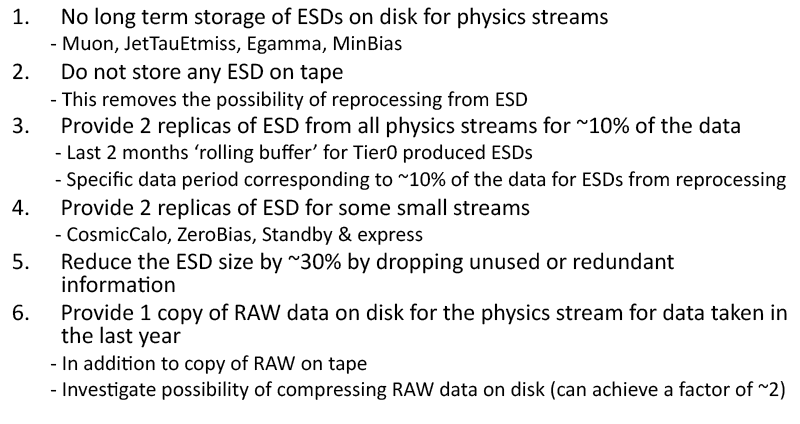 1. No long term storage of ESDs on disk for physics streams
- Muon, JetTauEtmiss, Egamma, MinBias
2. Do not store any ESD on tape
- This removes the possibility of reprocessing from ESD
3. Provide 2 replicas of ESD from all physics streams for ~10% of the data
- Last 2 months ‘rolling buffer’ for Tier0 produced ESDs
- Specific data period corresponding to ~10% of the data for ESDs from reprocessing
4. Provide 2 replicas of ESD for some small streams
- CosmicCalo, ZeroBias, Standby & express
5. Reduce the ESD size by ~30% by dropping unused or redundant
information
6. Provide 1 copy of RAW data on disk for the physics stream for data taken in
the last year
- In addition to copy of RAW on tape
- Investigate possibility of compressing RAW data on disk (can achieve a factor of ~2)